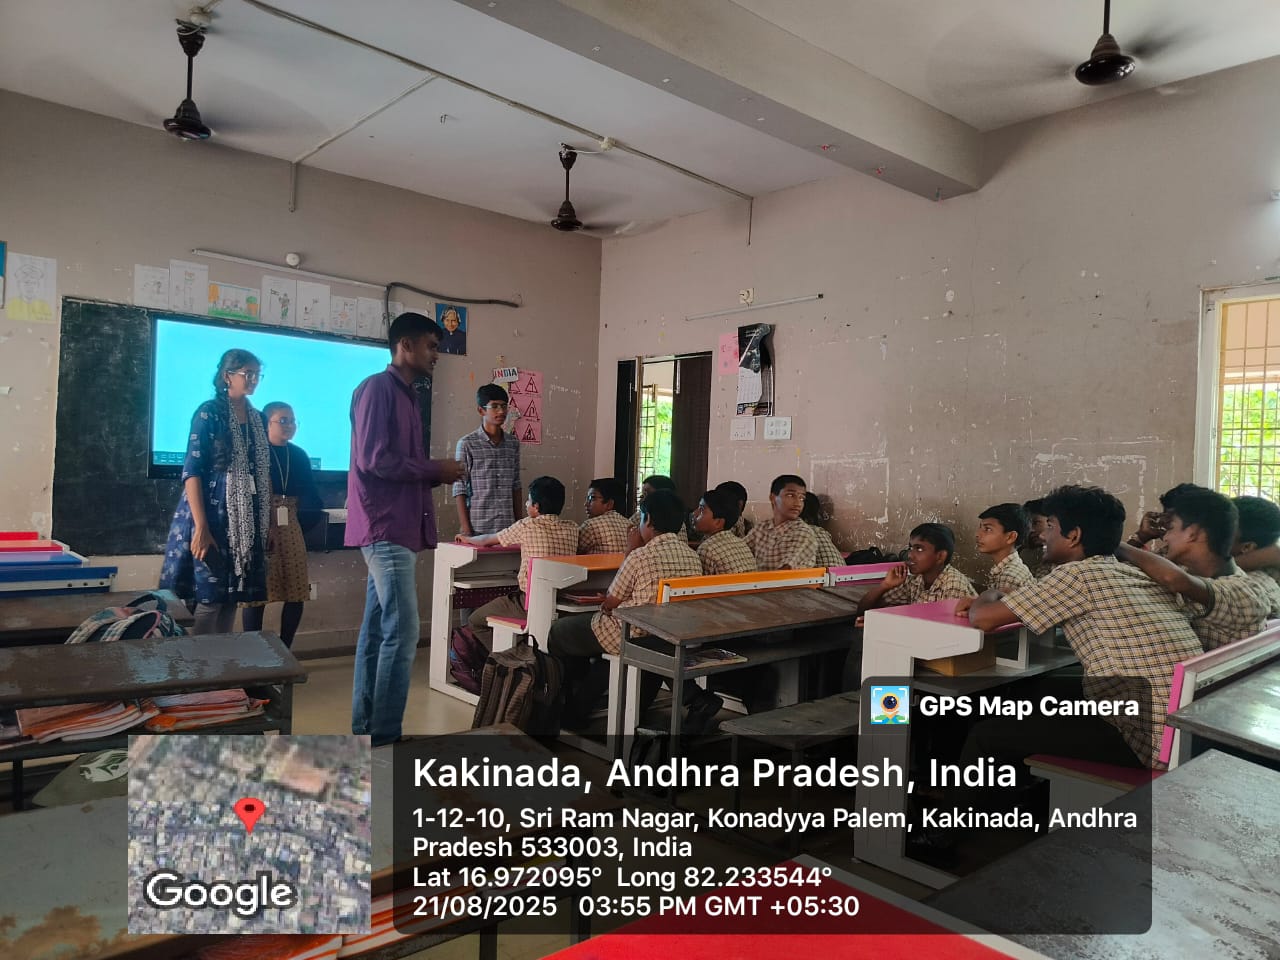 INDIA
GPS Map Camera
Kakinada, Andhra Pradesh, India
1-12-10, Sri Ram Nagar, Konadyya Palem, Kakinada, Andhra
Pradesh 533003, India
Lat 16.972095° Long 82.233544°
21/08/2025 03:55 PM GMT +05:30
Google